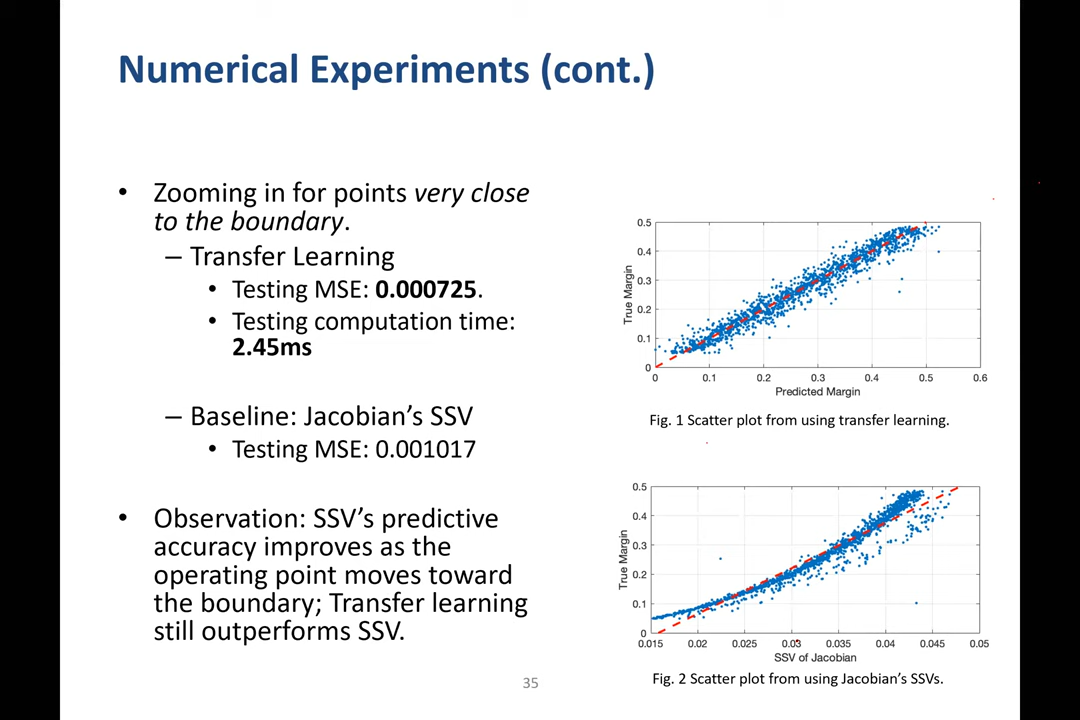 Numerical Experiments (cont.)
• Zooming in for points very close
to the boundary.
– Transfer Learning
• Testing MSE: 0.000725.
• Testing computation time:
2.45ms
– Baseline: Jacobian’s SSV
• Testing MSE: 0.001017
• Observation: SSV’s predictive
accuracy improves as the
operating point moves toward
the boundary; Transfer learning
still outperforms SSV.
0.5
0.4
0.3
0.2
0.1
0
True Margin
0 0.1 0.2 0.3 0.4 0.5 0.6
Predicted Margin
Fig. 1 Scatter plot from using transfer learning.
0.5
0.4
0.3
0.2
0.1
0
True Margin
0.015 0.02 0.025 0.03 0.035 0.04 0.045 0.05
SSV of Jacobian
Fig. 2 Scatter plot from using Jacobian’s SSVs.
35